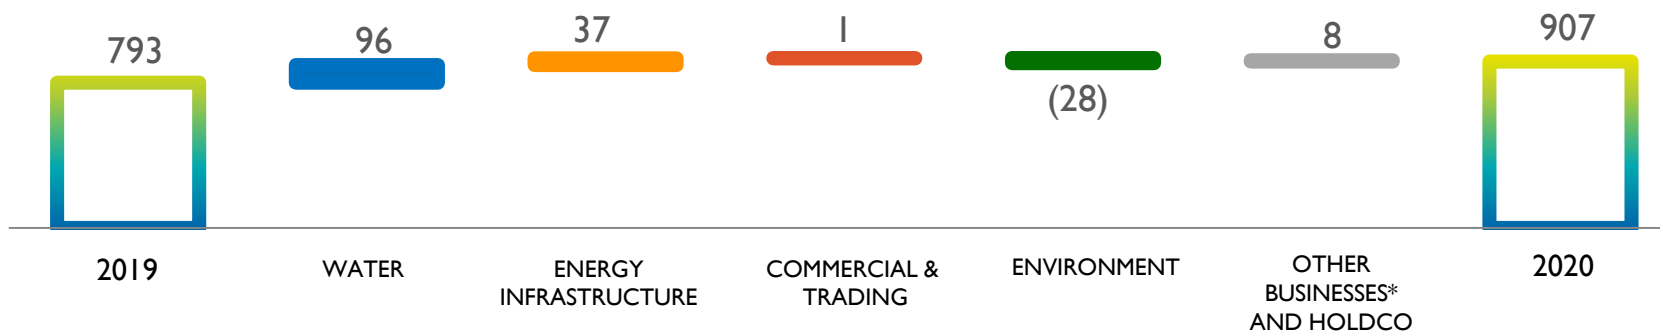 793
96
37
1
(28)
8
907
2019
WATER
ENERGY
INFRASTRUCTURE
COMMERCIAL &
TRADING
ENVIRONMENT
OTHER
BUSINESSES*
AND HOLDCO
2020